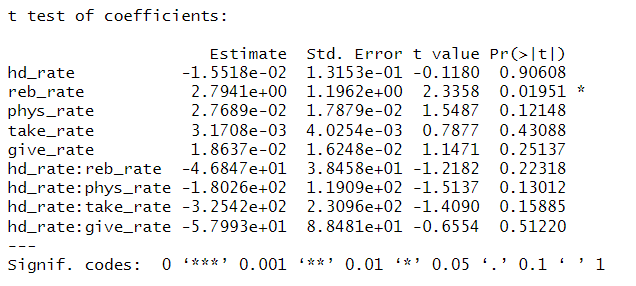 t test of coefficients:

                    Estimate  Std. Error t value Pr(>|t|)
hd_rate           -1.5518e-02  1.3153e-01 -0.1180  0.90608
reb_rate           2.7941e+00  1.1962e+00  2.3358  0.01951 *
phys_rate          2.7689e-02  1.7879e-02  1.5487  0.12148
take_rate          3.1708e-03  4.0254e-03  0.7877  0.43088
give_rate          1.8637e-02  1.6248e-02  1.1471  0.25137
hd_rate:reb_rate  -4.6847e+01  3.8458e+01 -1.2182  0.22318
hd_rate:phys_rate -1.8026e+02  1.1909e+02 -1.5137  0.13012
hd_rate:take_rate -3.2542e+02  2.3096e+02 -1.4090  0.15885
hd_rate:give_rate -5.7993e+01  8.8481e+01 -0.6554  0.51220
---
Signif. codes:  0 ‘***’ 0.001 ‘**’ 0.01 ‘*’ 0.05 ‘.’ 0.1 ‘ ’ 1